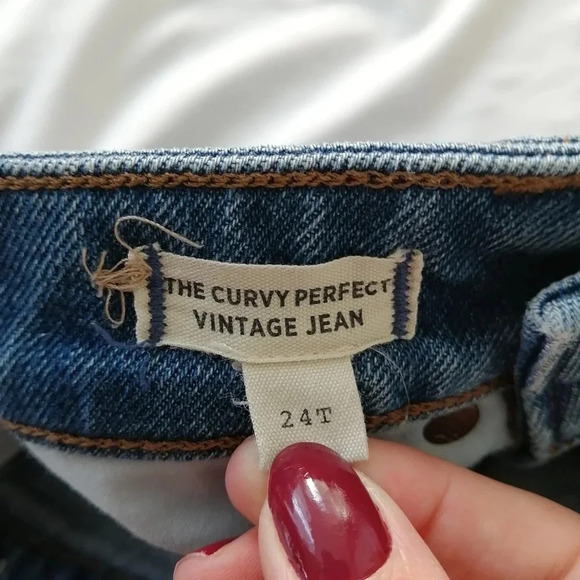 THE CURVY PERFECT
VINTAGE JEAN
24T